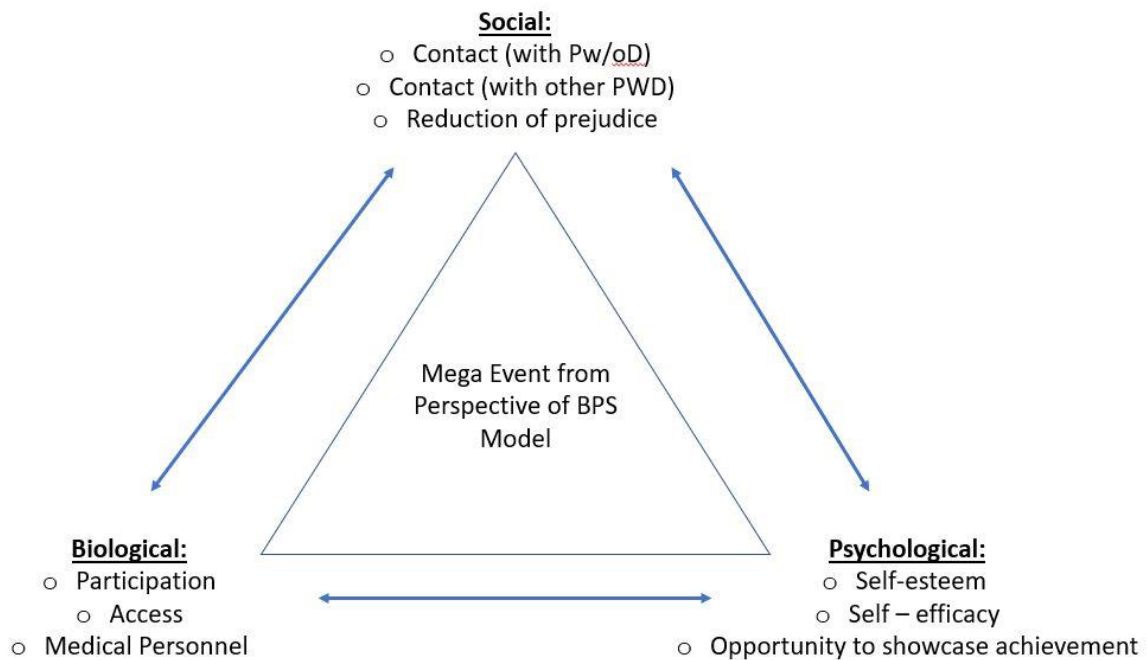 Social:
o Contact (with Pw/oD)
o Contact (with other PWD)
o Reduction of prejudice
Mega Event from
Perspective of BPS
Model
Biological:
o Participation
o Access
o Medical Personnel
Psychological:
o Self-esteem
o Self – efficacy
o Opportunity to showcase achievement